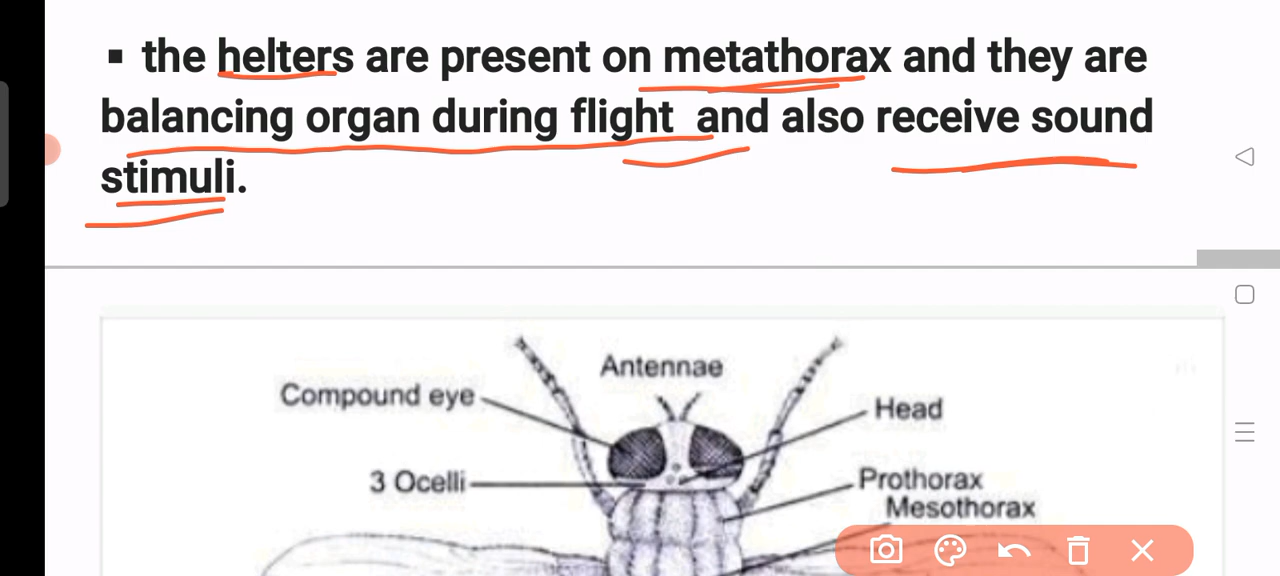 ▪ the helters are present on metathorax and they are
balancing organ during flight and also receive sound
stimuli.
Antennae
Compound eye
Head
3 Ocelli
Prothorax
Mesothorax